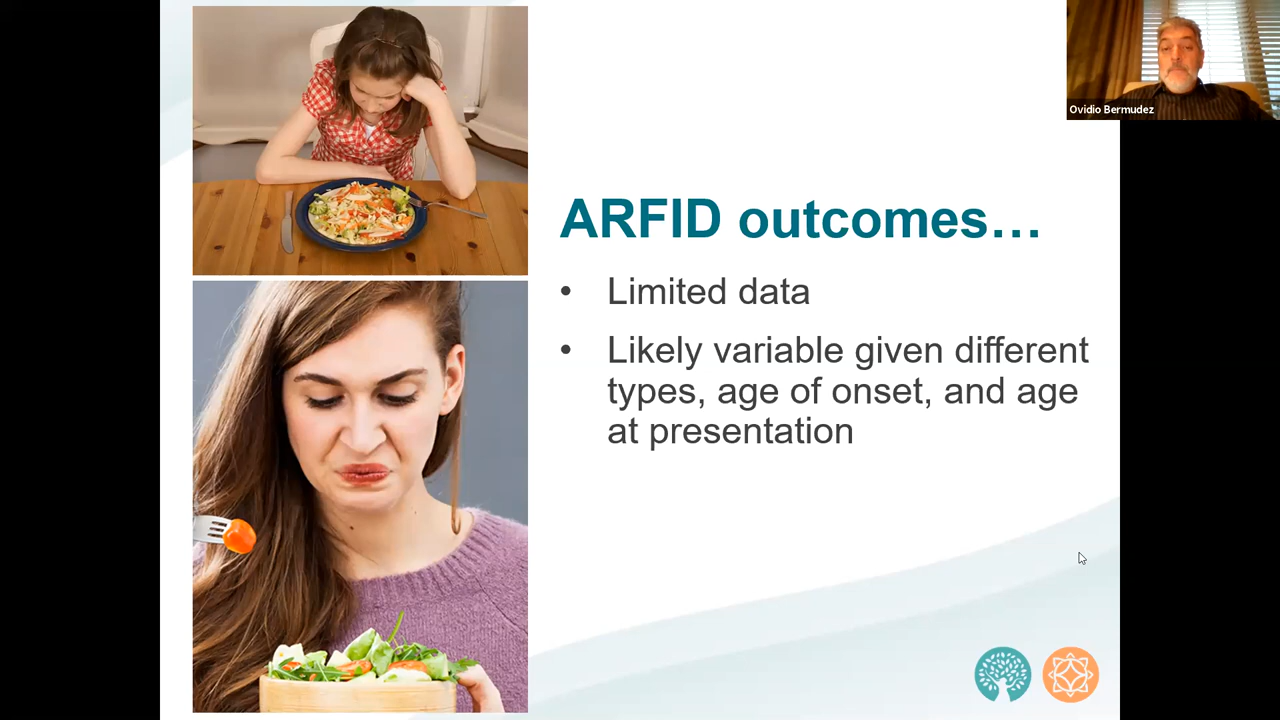 Ovidio Bermudez
ARFID outcomes…
• Limited data
• Likely variable given different
types, age of onset, and age
at presentation